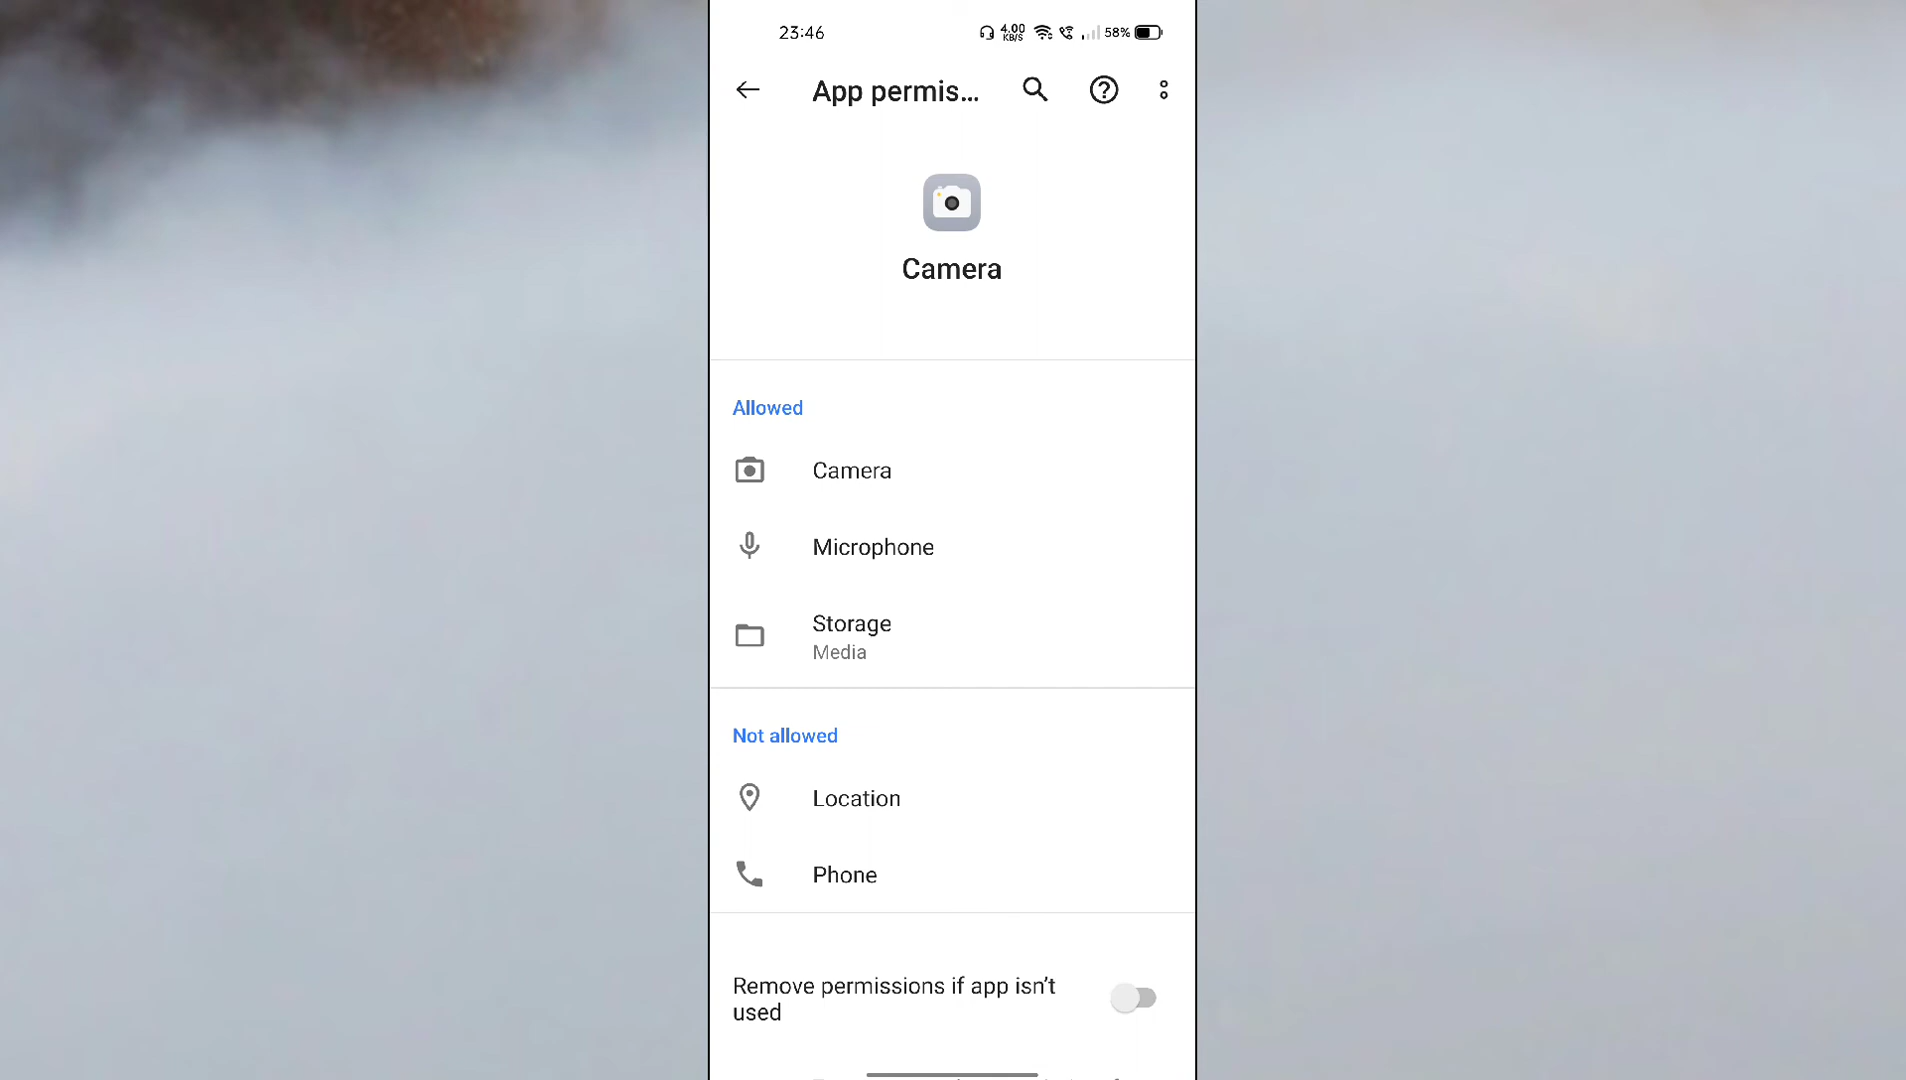 23:46
4.00
KB/S
58%
App permis...
Camera
Allowed
Camera
Microphone
Storage
Media
Not allowed
Location
Phone
Remove permissions if app isn't
used